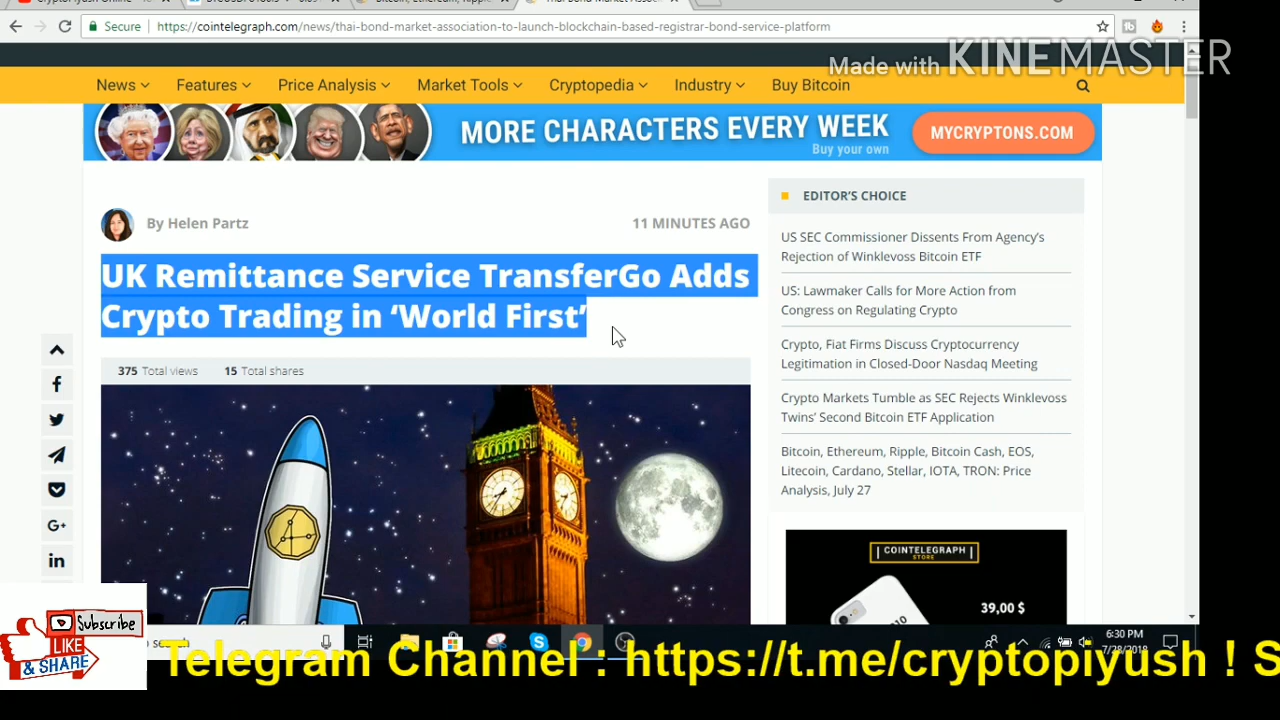 Secure
https://cointelegraph.com/news/thai-bond-market-association-to-launch-blockchain-based-registrar-bond-service-platform
Made with KINEMASTER
News Features Price Analysis Market Tools Cryptopedia Industry Buy Bitcoin
MORE CHARACTERS EVERY WEEK
Buy your own
MYCRYPTONS.COM
By Helen Partz
11 MINUTES AGO
UK Remittance Service TransferGo Adds
Crypto Trading in ‘World First’
375 Total views 15 Total shares
EDITOR’S CHOICE
US SEC Commissioner Dissents From Agency’s
Rejection of Winklevoss Bitcoin ETF
US: Lawmaker Calls for More Action from
Congress on Regulating Crypto
Crypto, Fiat Firms Discuss Cryptocurrency
Legitimation in Closed-Door Nasdaq Meeting
Crypto Markets Tumble as SEC Rejects Winklevoss
Twins’ Second Bitcoin ETF Application
Bitcoin, Ethereum, Ripple, Bitcoin Cash, EOS,
Litecoin, Cardano, Stellar, IOTA, TRON: Price
Analysis, July 27
COINTELEGRAPH
STORE
39,00 $
G+
in
Subscribe
LIKE
& SHARE
6:30 PM
7/28/2018
Telegram Channel : https://t.me/cryptopiyush ! S